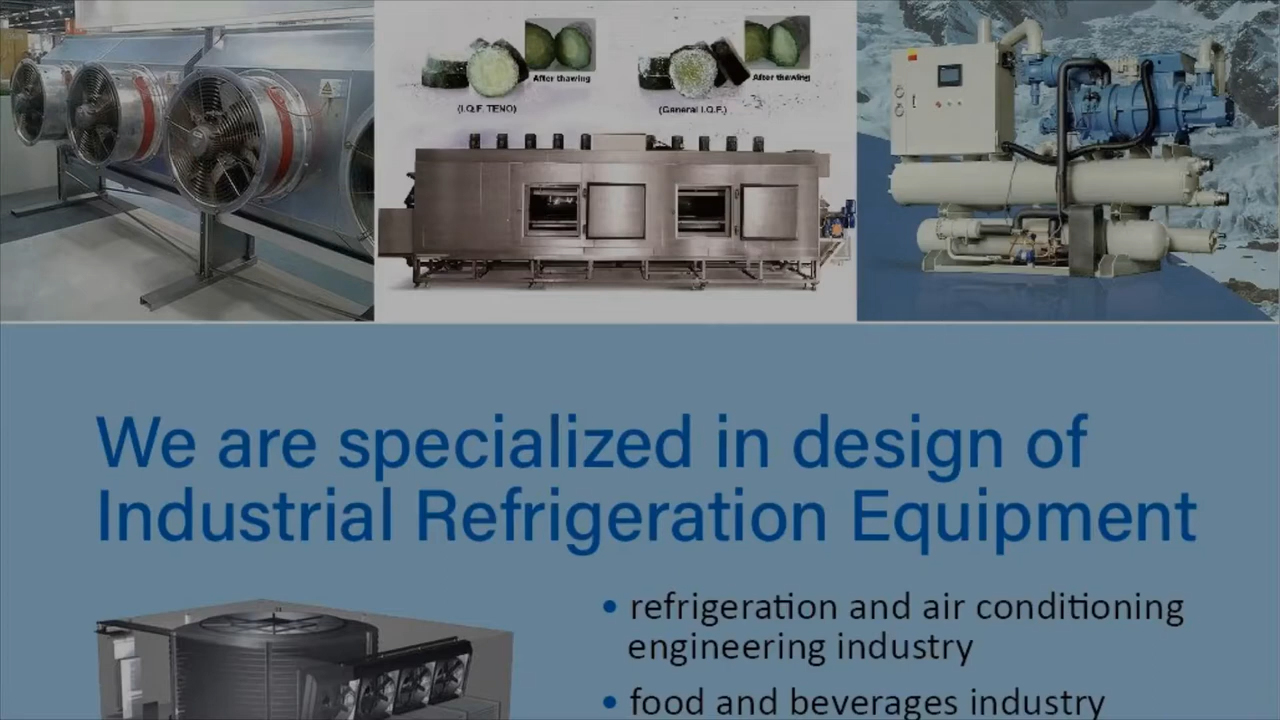 After thawing
After thawing
(I.Q.F. TENO)
(General I.Q.F.)
We are specialized in design of
Industrial Refrigeration Equipment
• refrigeration and air conditioning
engineering industry
• food and beverages industry